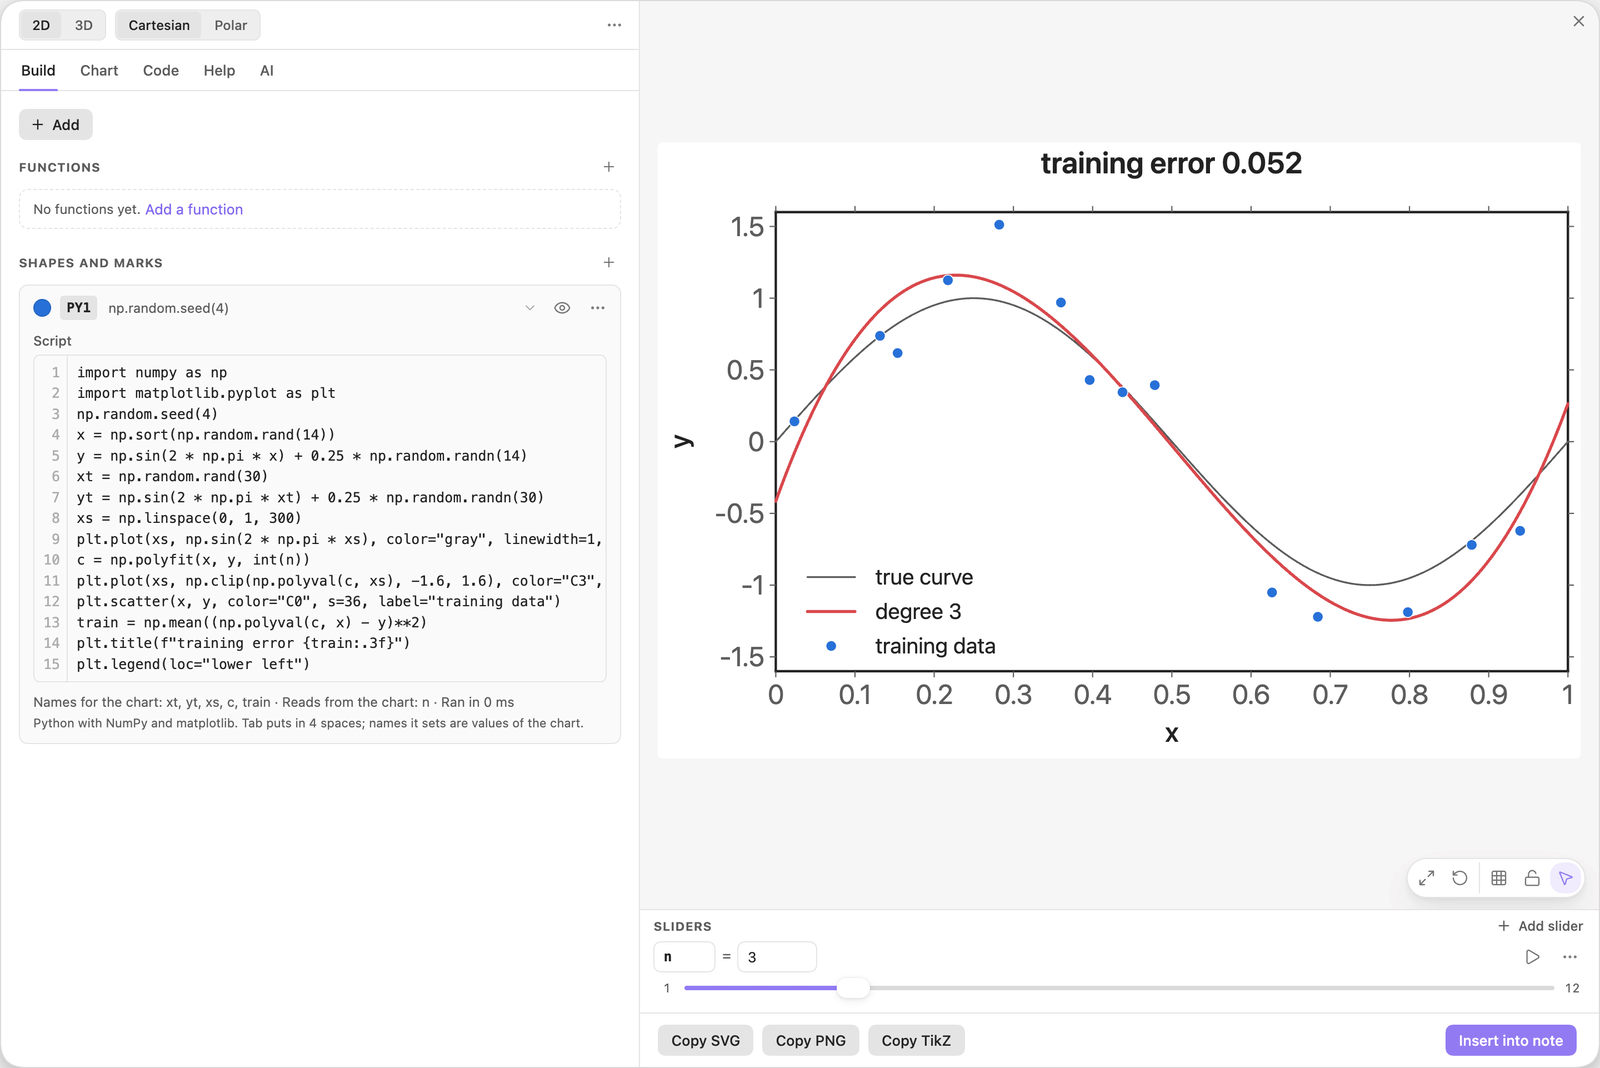 2D 3D Cartesian Polar
Build Chart Code Help AI
+ Add
FUNCTIONS
No functions yet. Add a function
SHAPES AND MARKS
PY1 np.random.seed(4)
Script
1 import numpy as np
2 import matplotlib.pyplot as plt
3 np.random.seed(4)
4 x = np.sort(np.random.rand(14))
5 y = np.sin(2 * np.pi * x) + 0.25 * np.random.randn(14)
6 xt = np.random.rand(30)
7 yt = np.sin(2 * np.pi * xt) + 0.25 * np.random.randn(30)
8 xs = np.linspace(0, 1, 300)
9 plt.plot(xs, np.sin(2 * np.pi * xs), color="gray", linewidth=1,
10 c = np.polyfit(x, y, int(n))
11 plt.plot(xs, np.clip(np.polyval(c, xs), -1.6, 1.6), color="C3",
12 plt.scatter(x, y, color="C0", s=36, label="training data")
13 train = np.mean((np.polyval(c, x) - y)**2)
14 plt.title(f"training error {train:.3f}")
15 plt.legend(loc="lower left")
Names for the chart: xt, yt, xs, c, train · Reads from the chart: n · Ran in 0 ms
Python with NumPy and matplotlib. Tab puts in 4 spaces; names it sets are values of the chart.
training error 0.052
1.5
1
0.5
0
-0.5
-1
-1.5
y
true curve
degree 3
training data
0 0.1 0.2 0.3 0.4 0.5 0.6 0.7 0.8 0.9 1
x
SLIDERS
+ Add slider
n = 3
1 12
Copy SVG Copy PNG Copy TikZ
Insert into note